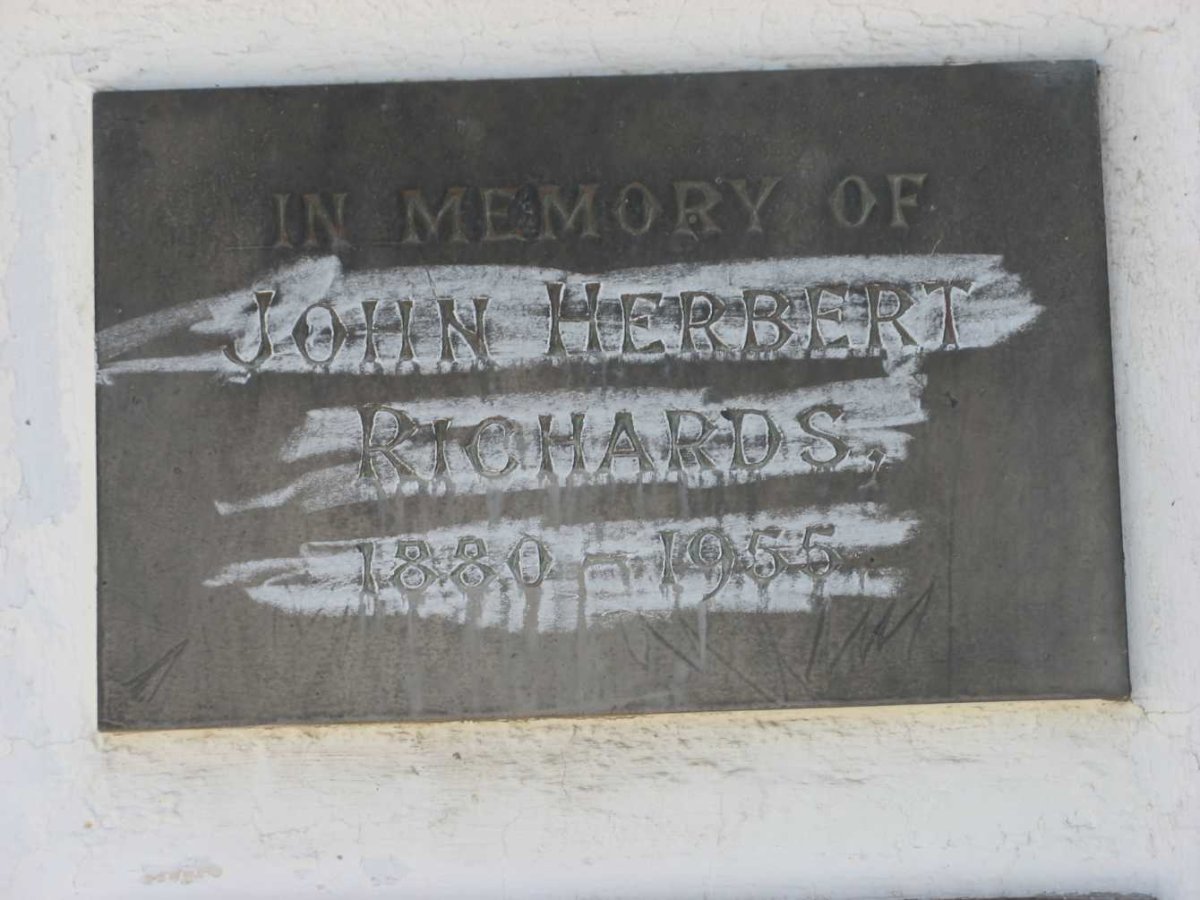 IN MEMORY OF
JOHN HERBERT
RICHARDS,
1880 – 1955